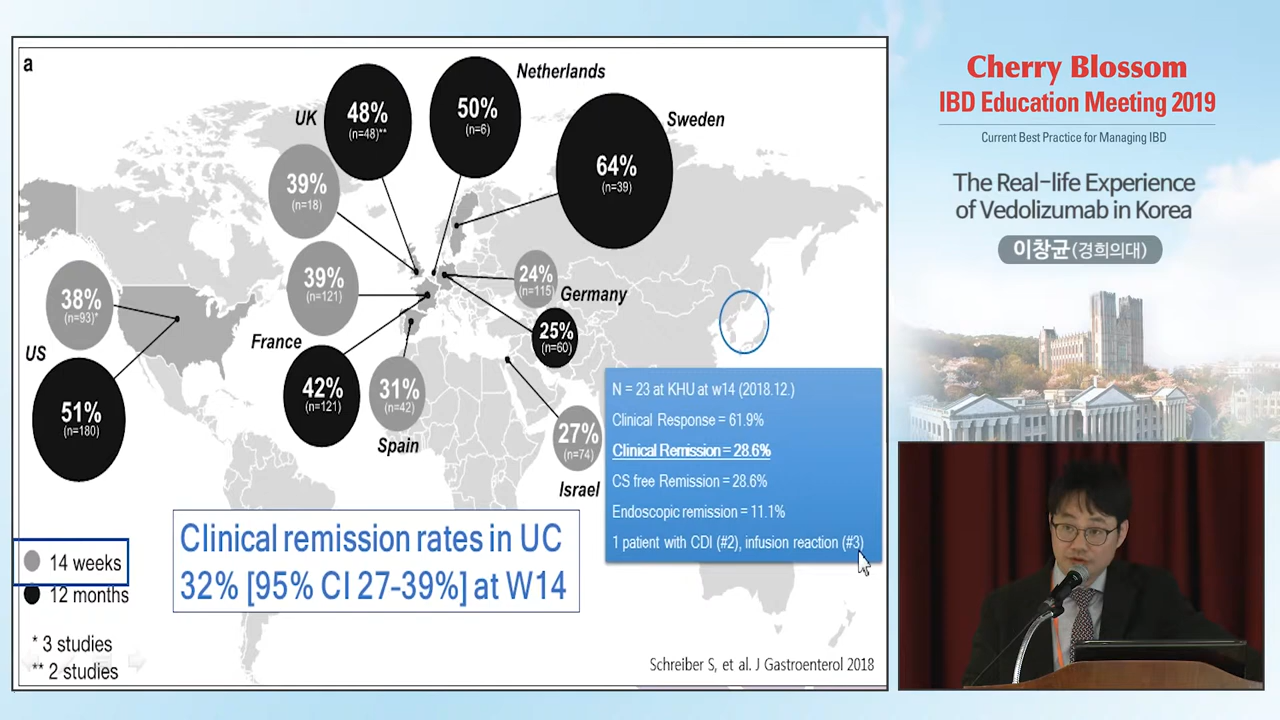 a
Netherlands
UK
48%
(n=48)**
50%
(n=6)
Sweden
64%
(n=39)
39%
(n=18)
39%
(n=121)
24%
(n=115)
Germany
38%
(n=93)*
25%
(n=60)
US
France
51%
(n=180)
42%
(n=121)
31%
(n=42)
Spain
27%
(n=74)
Israel
N = 23 at KHU at w14 (2018.12.)
Clinical Response = 61.9%
Clinical Remission = 28.6%
CS free Remission = 28.6%
Endoscopic remission = 11.1%
1 patient with CDI (#2), infusion reaction (#3)
Clinical remission rates in UC
32% [95% CI 27-39%] at W14
14 weeks
12 months
* 3 studies
** 2 studies
Schreiber S, et al. J Gastroenterol 2018
Cherry Blossom
IBD Education Meeting 2019
Current Best Practice for Managing IBD
The Real-life Experience
of Vedolizumab in Korea
이창균(경희의대)